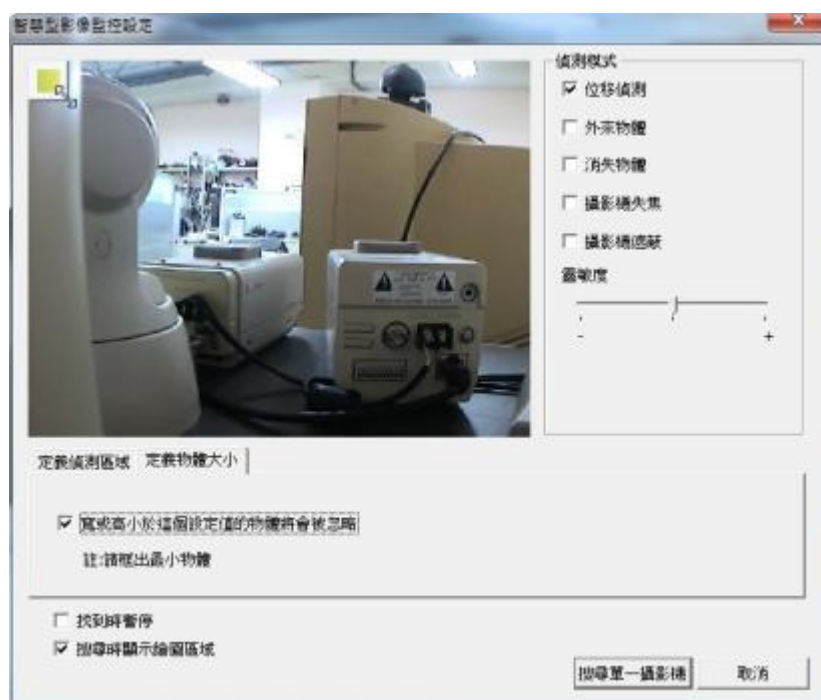 智慧型影像監控設定
偵測模式
位移偵測
外來物體
消失物體
攝影機失焦
攝影機遮蔽
靈敏度
- +
定義偵測區域 定義物體大小
寬或高小於這個設定值的物體將會被忽略
註:請框出最小物體
找到時暫停
搜尋時顯示繪圖區域
搜尋單一攝影機 取消